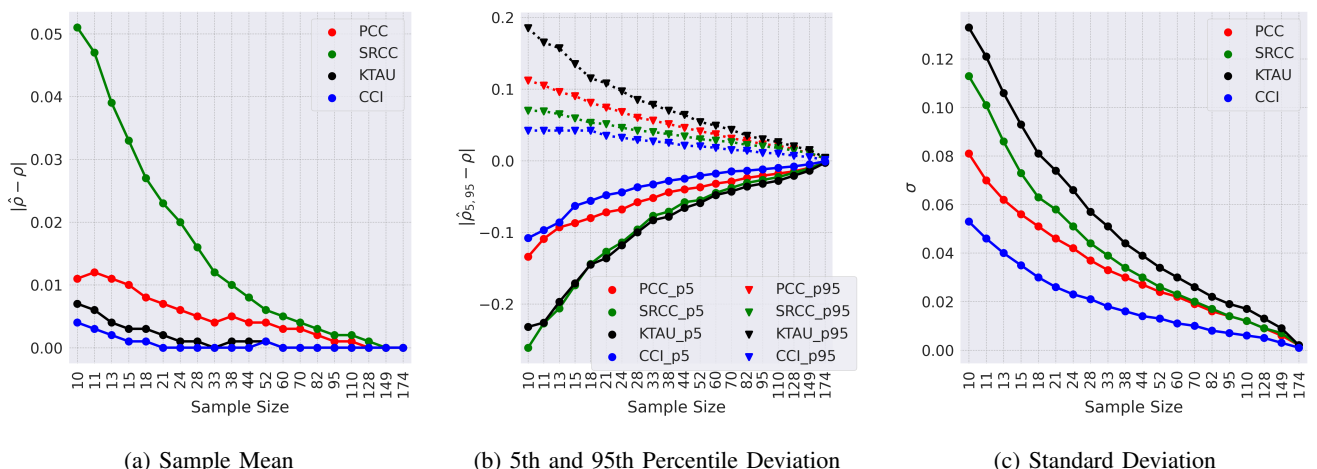 0.05
0.04
0.03
0.02
0.01
0.00
|ρ̂ − ρ|
PCC
SRCC
KTAU
CCI
10 11 13 15 18 21 24 28 33 38 44 52 60 70 82 95 110 128 149 174
Sample Size
(a) Sample Mean
0.2
0.1
0.0
−0.1
−0.2
|ρ̂5,95 − ρ|
PCC_p5 PCC_p95
SRCC_p5 SRCC_p95
KTAU_p5 KTAU_p95
CCI_p5 CCI_p95
10 11 13 15 18 21 24 28 33 38 44 52 60 70 82 95 110 128 149 174
Sample Size
(b) 5th and 95th Percentile Deviation
0.12
0.10
0.08
0.06
0.04
0.02
0.00
σ
PCC
SRCC
KTAU
CCI
10 11 13 15 18 21 24 28 33 38 44 52 60 70 82 95 110 128 149 174
Sample Size
(c) Standard Deviation